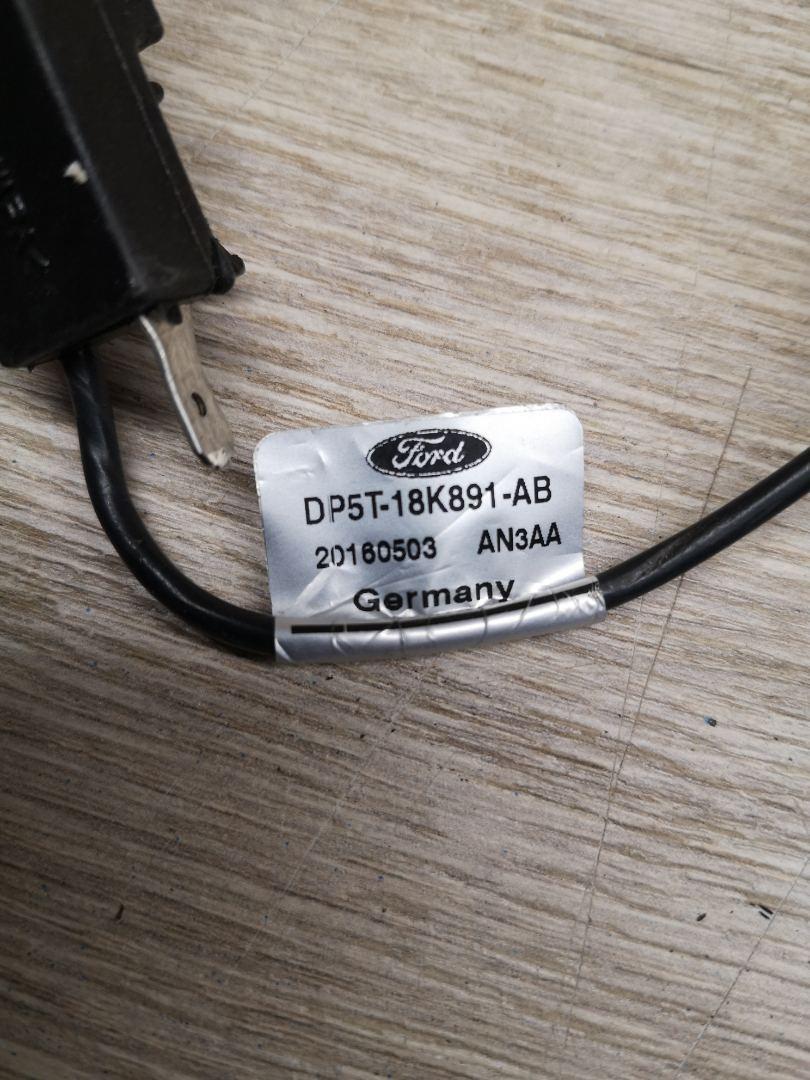 Ford
DP5T-18K891-AB
20160503 AN3AA
Germany